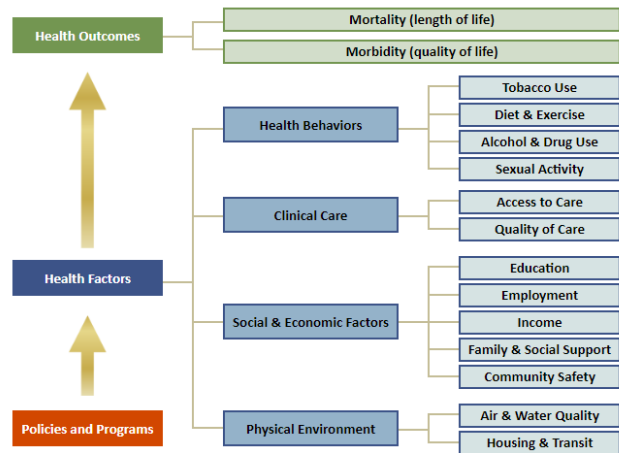 Health Outcomes
Mortality (length of life)
Morbidity (quality of life)
Health Factors
Health Behaviors
Tobacco Use
Diet & Exercise
Alcohol & Drug Use
Sexual Activity
Clinical Care
Access to Care
Quality of Care
Social & Economic Factors
Education
Employment
Income
Family & Social Support
Community Safety
Physical Environment
Air & Water Quality
Housing & Transit
Policies and Programs